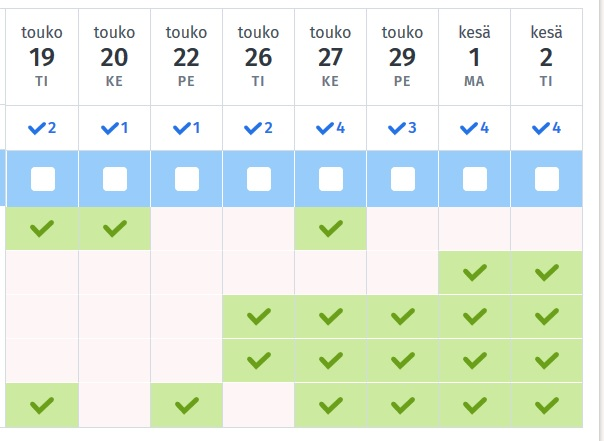 touko touko touko touko touko touko kesä kesä
19 20 22 26 27 29 1 2
TI KE PE TI KE PE MA TI
2 1 1 2 4 3 4 4